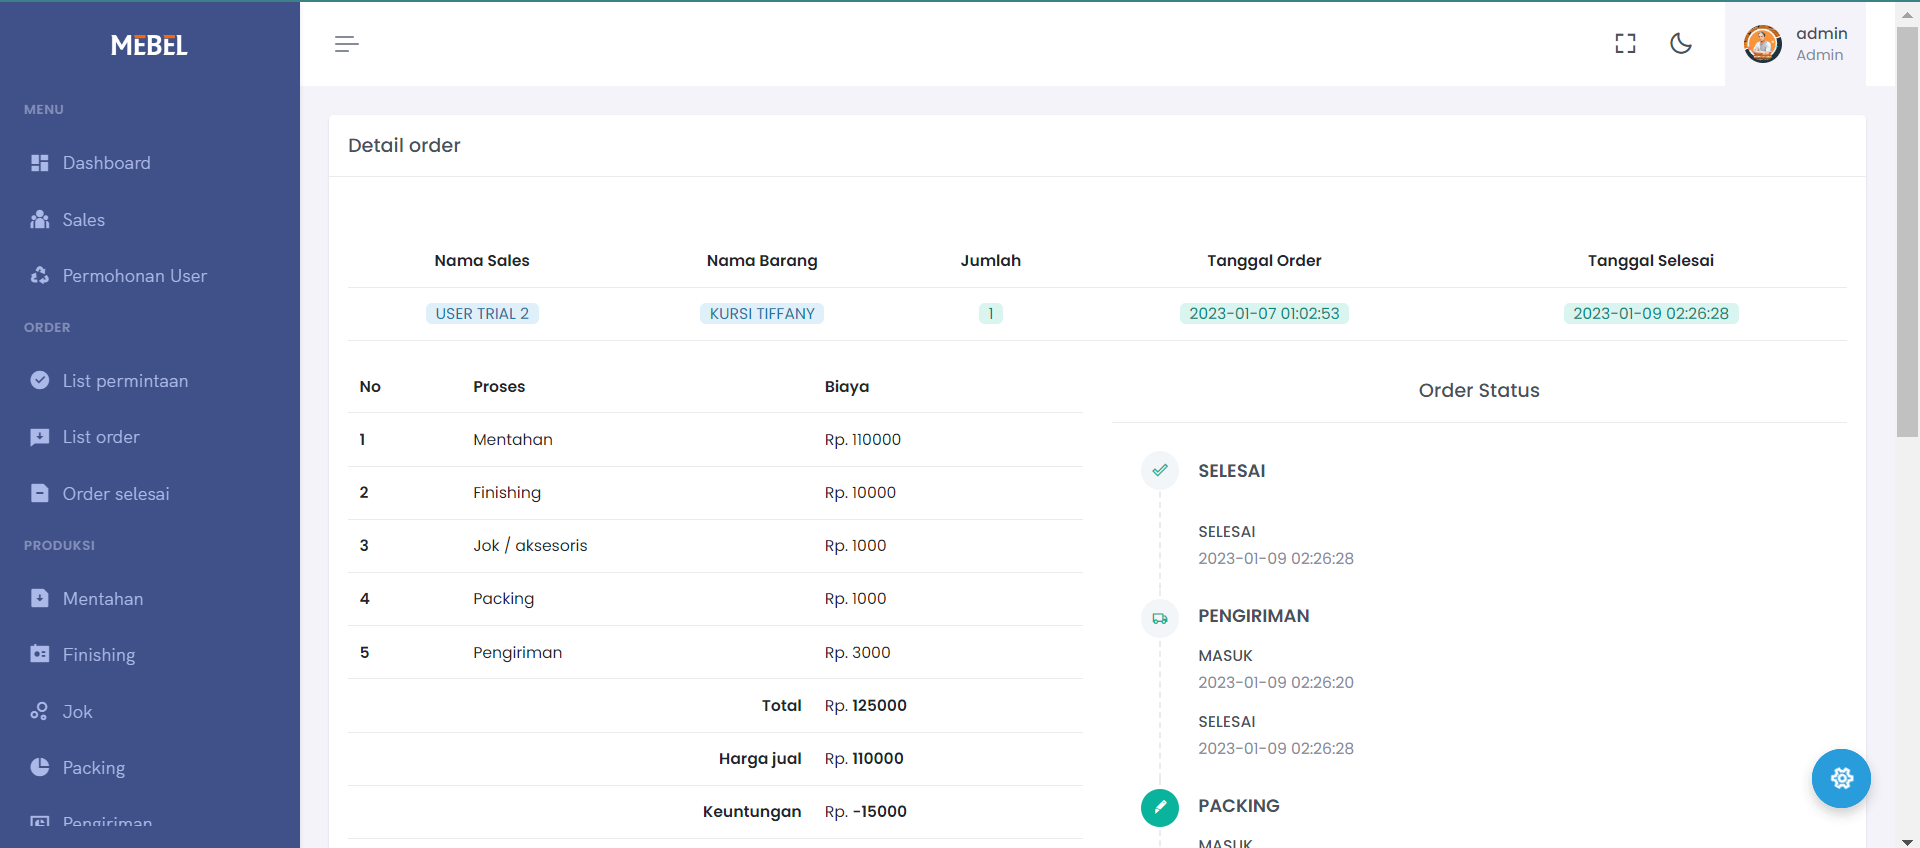 MEBEL
MENU
Dashboard
Sales
Permohonan User
ORDER
List permintaan
List order
Order selesai
PRODUKSI
Mentahan
Finishing
Jok
Packing
Pengiriman
admin
Admin
Detail order
Nama Sales Nama Barang Jumlah Tanggal Order Tanggal Selesai
USER TRIAL 2 KURSI TIFFANY 1 2023-01-07 01:02:53 2023-01-09 02:26:28
No Proses Biaya
1 Mentahan Rp. 110000
2 Finishing Rp. 10000
3 Jok / aksesoris Rp. 1000
4 Packing Rp. 1000
5 Pengiriman Rp. 3000
Total Rp. 125000
Harga jual Rp. 110000
Keuntungan Rp. -15000
Order Status
SELESAI
SELESAI
2023-01-09 02:26:28
PENGIRIMAN
MASUK
2023-01-09 02:26:20
SELESAI
2023-01-09 02:26:28
PACKING
MASUK